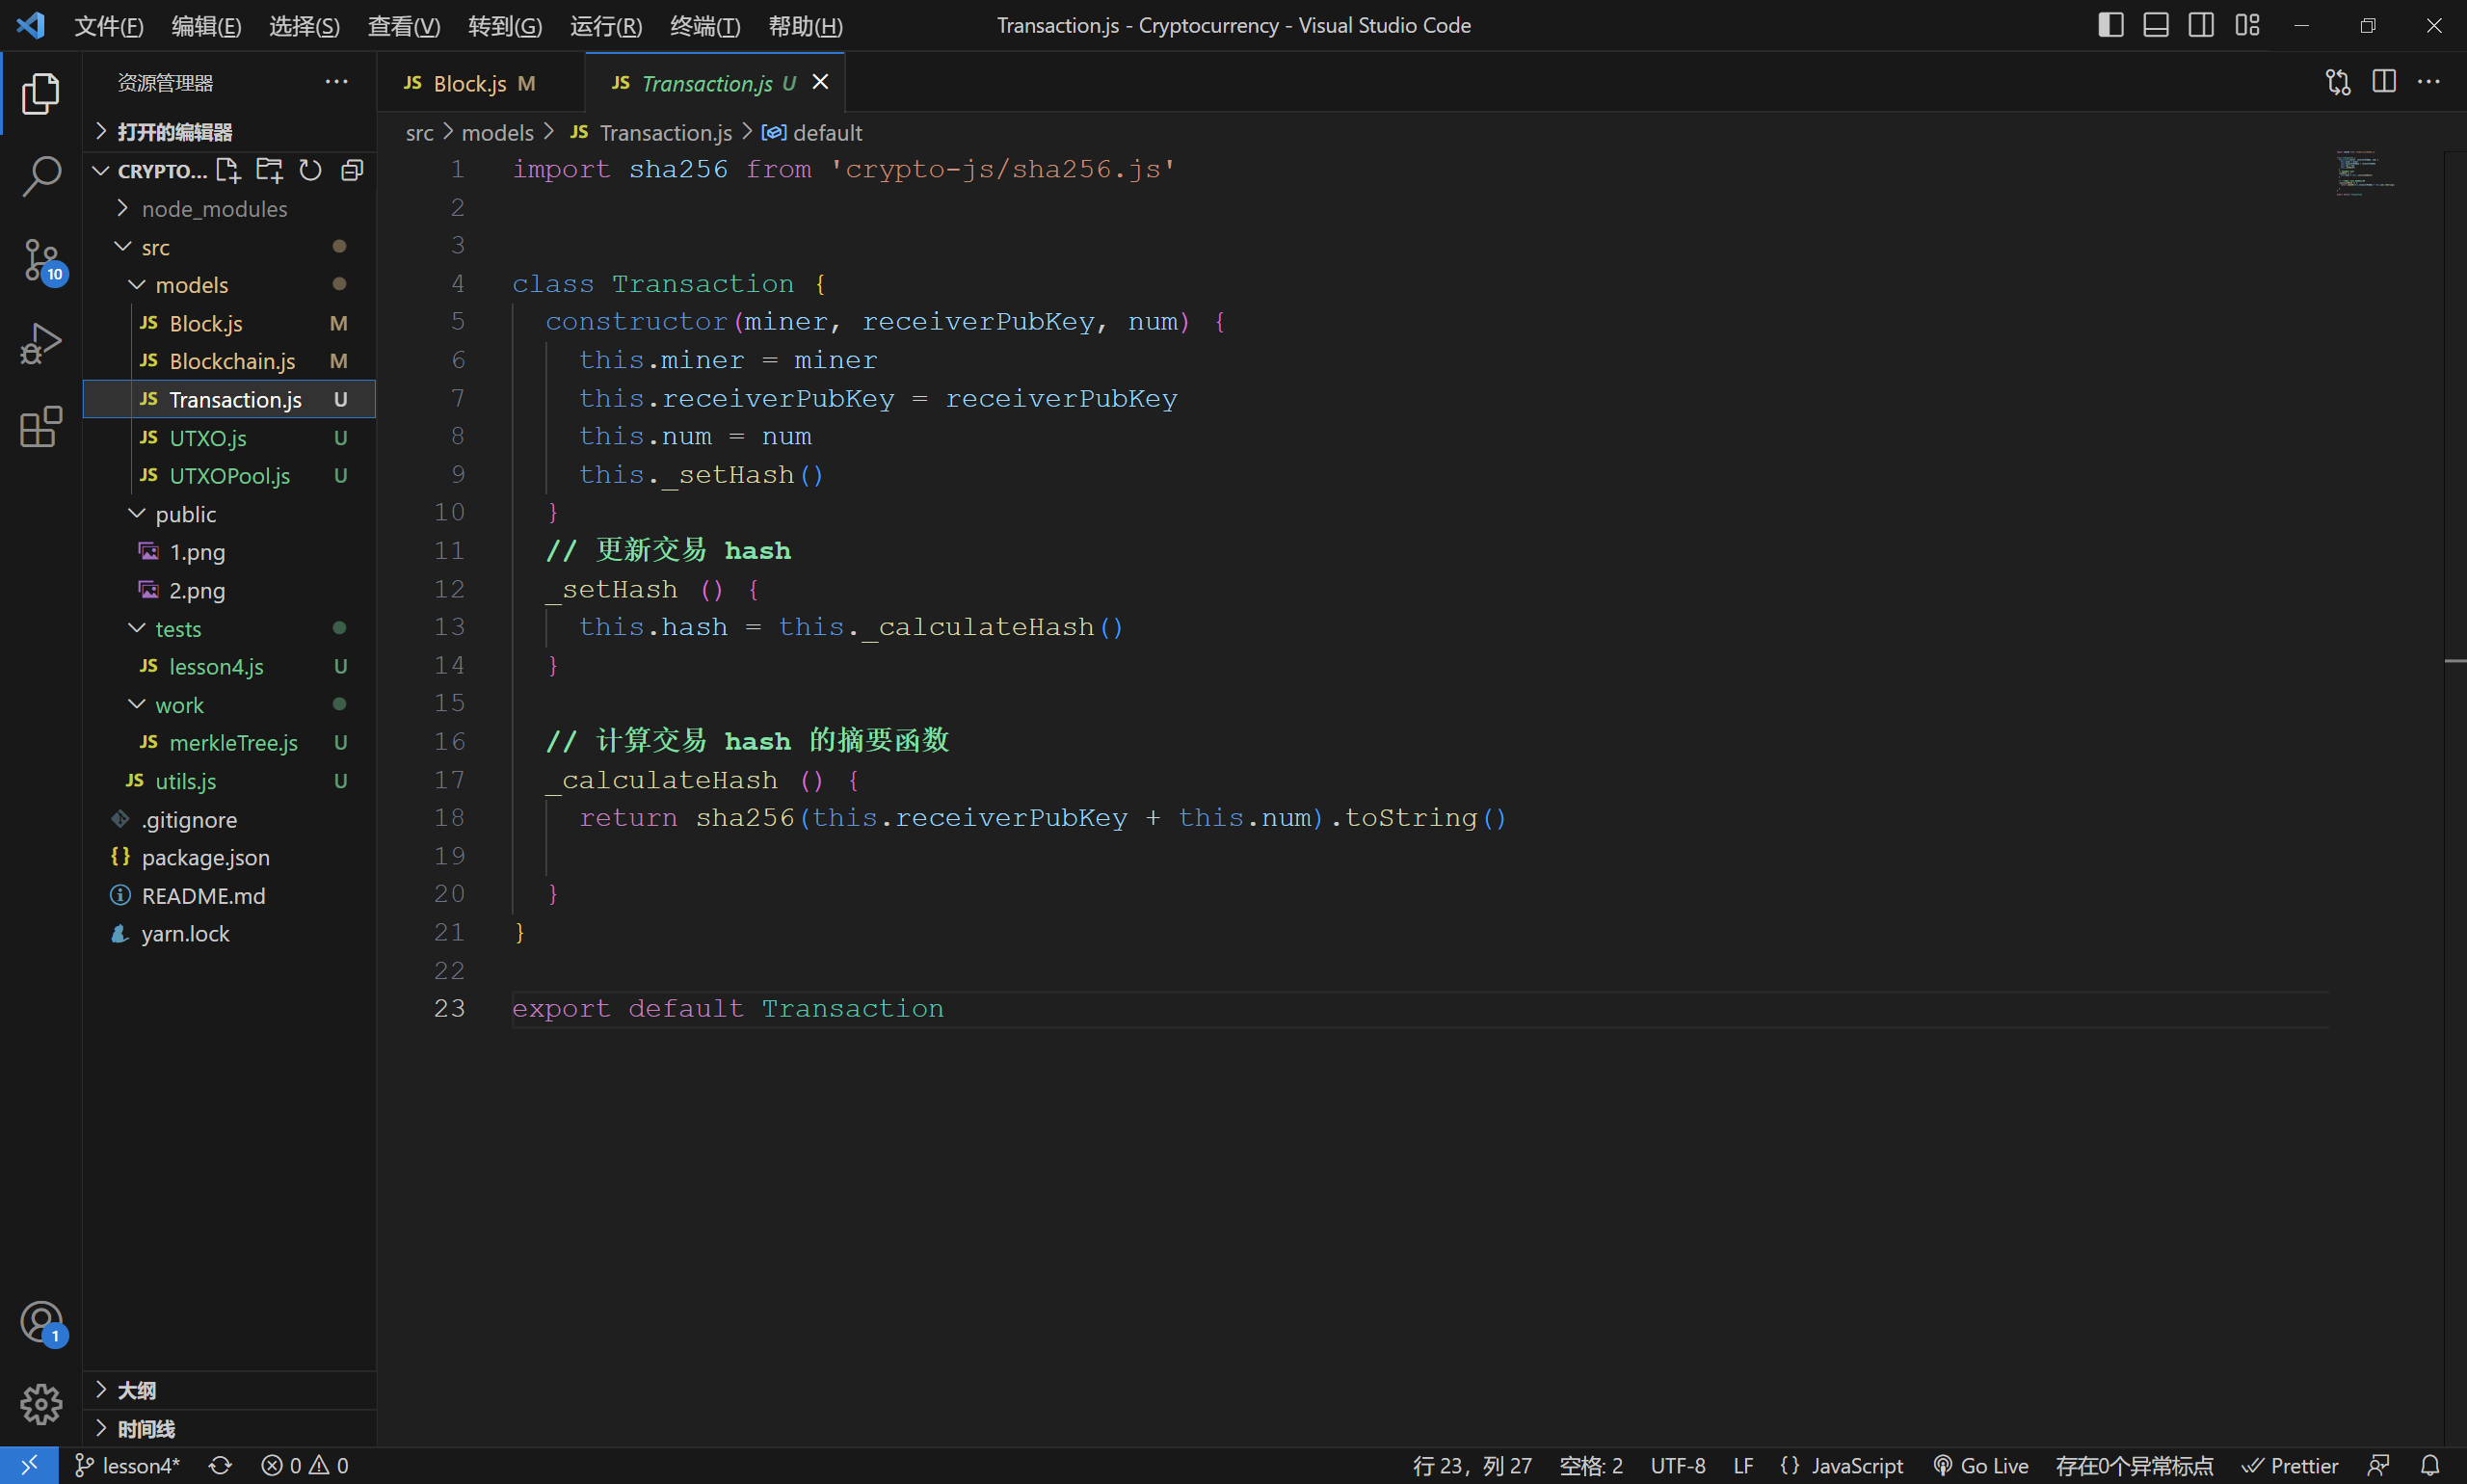 文件(F) 编辑(E) 选择(S) 查看(V) 转到(G) 运行(R) 终端(T) 帮助(H) Transaction.js - Cryptocurrency - Visual Studio Code
资源管理器 ···
打开的编辑器
CRYPTO...
node_modules
src
models
JS Block.js M
JS Blockchain.js M
JS Transaction.js U
JS UTXO.js U
JS UTXOPool.js U
public
1.png
2.png
tests
JS lesson4.js U
work
JS merkleTree.js U
JS utils.js U
.gitignore
{} package.json
README.md
yarn.lock
大纲
时间线
10
1
JS Block.js M JS Transaction.js U
src > models > JS Transaction.js > default
1 import sha256 from 'crypto-js/sha256.js'
2
3
4 class Transaction {
5 constructor(miner, receiverPubKey, num) {
6 this.miner = miner
7 this.receiverPubKey = receiverPubKey
8 this.num = num
9 this._setHash()
10 }
11 // 更新交易 hash
12 _setHash () {
13 this.hash = this._calculateHash()
14 }
15
16 // 计算交易 hash 的摘要函数
17 _calculateHash () {
18 return sha256(this.receiverPubKey + this.num).toString()
19
20 }
21 }
22
23 export default Transaction
lesson4* 0 0 行 23，列 27 空格: 2 UTF-8 LF {} JavaScript Go Live 存在0个异常标点 Prettier